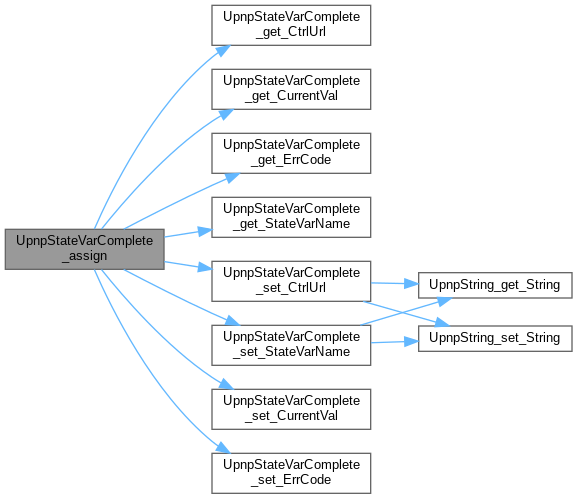 UpnpStateVarComplete
_assign
UpnpStateVarComplete
_get_CtrlUrl
UpnpStateVarComplete
_get_CurrentVal
UpnpStateVarComplete
_get_ErrCode
UpnpStateVarComplete
_get_StateVarName
UpnpStateVarComplete
_set_CtrlUrl
UpnpStateVarComplete
_set_StateVarName
UpnpStateVarComplete
_set_CurrentVal
UpnpStateVarComplete
_set_ErrCode
UpnpString_get_String
UpnpString_set_String